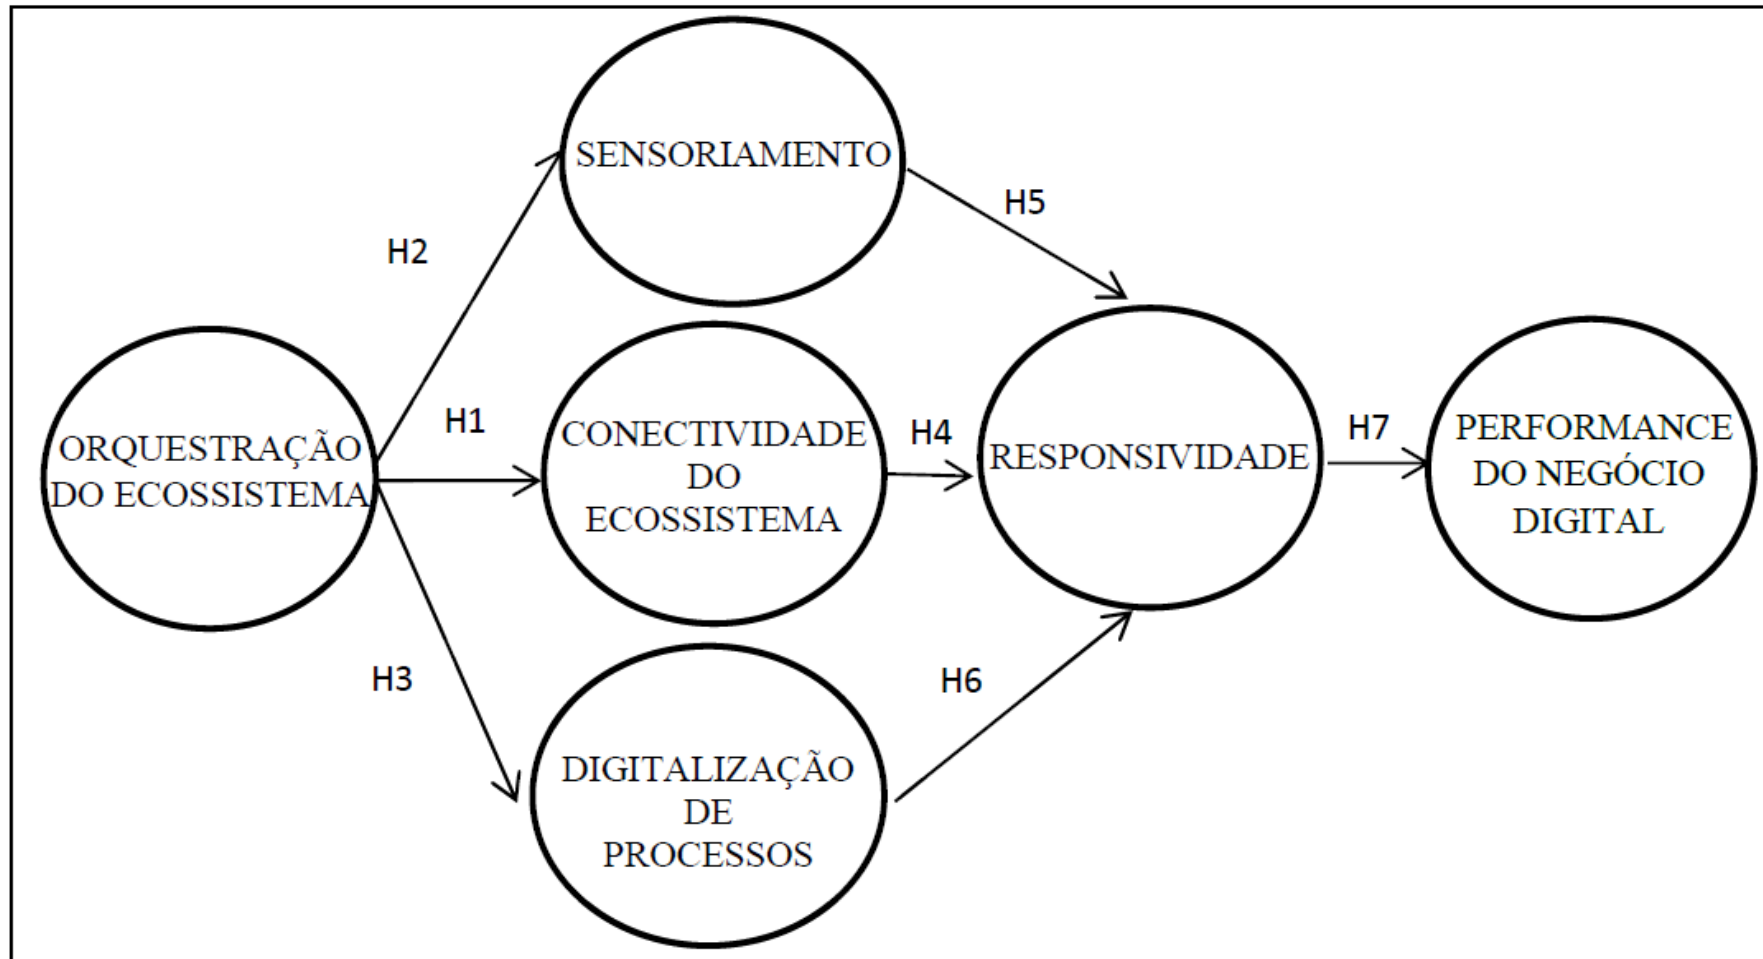 SENSORIAMENTO
H5
H2
H1
ORQUESTRAÇÃO
DO ECOSSISTEMA
CONECTIVIDADE
DO
ECOSSISTEMA
H4
RESPONSIVIDADE
H7
PERFORMANCE
DO NEGÓCIO
DIGITAL
H3
H6
DIGITALIZAÇÃO
DE
PROCESSOS